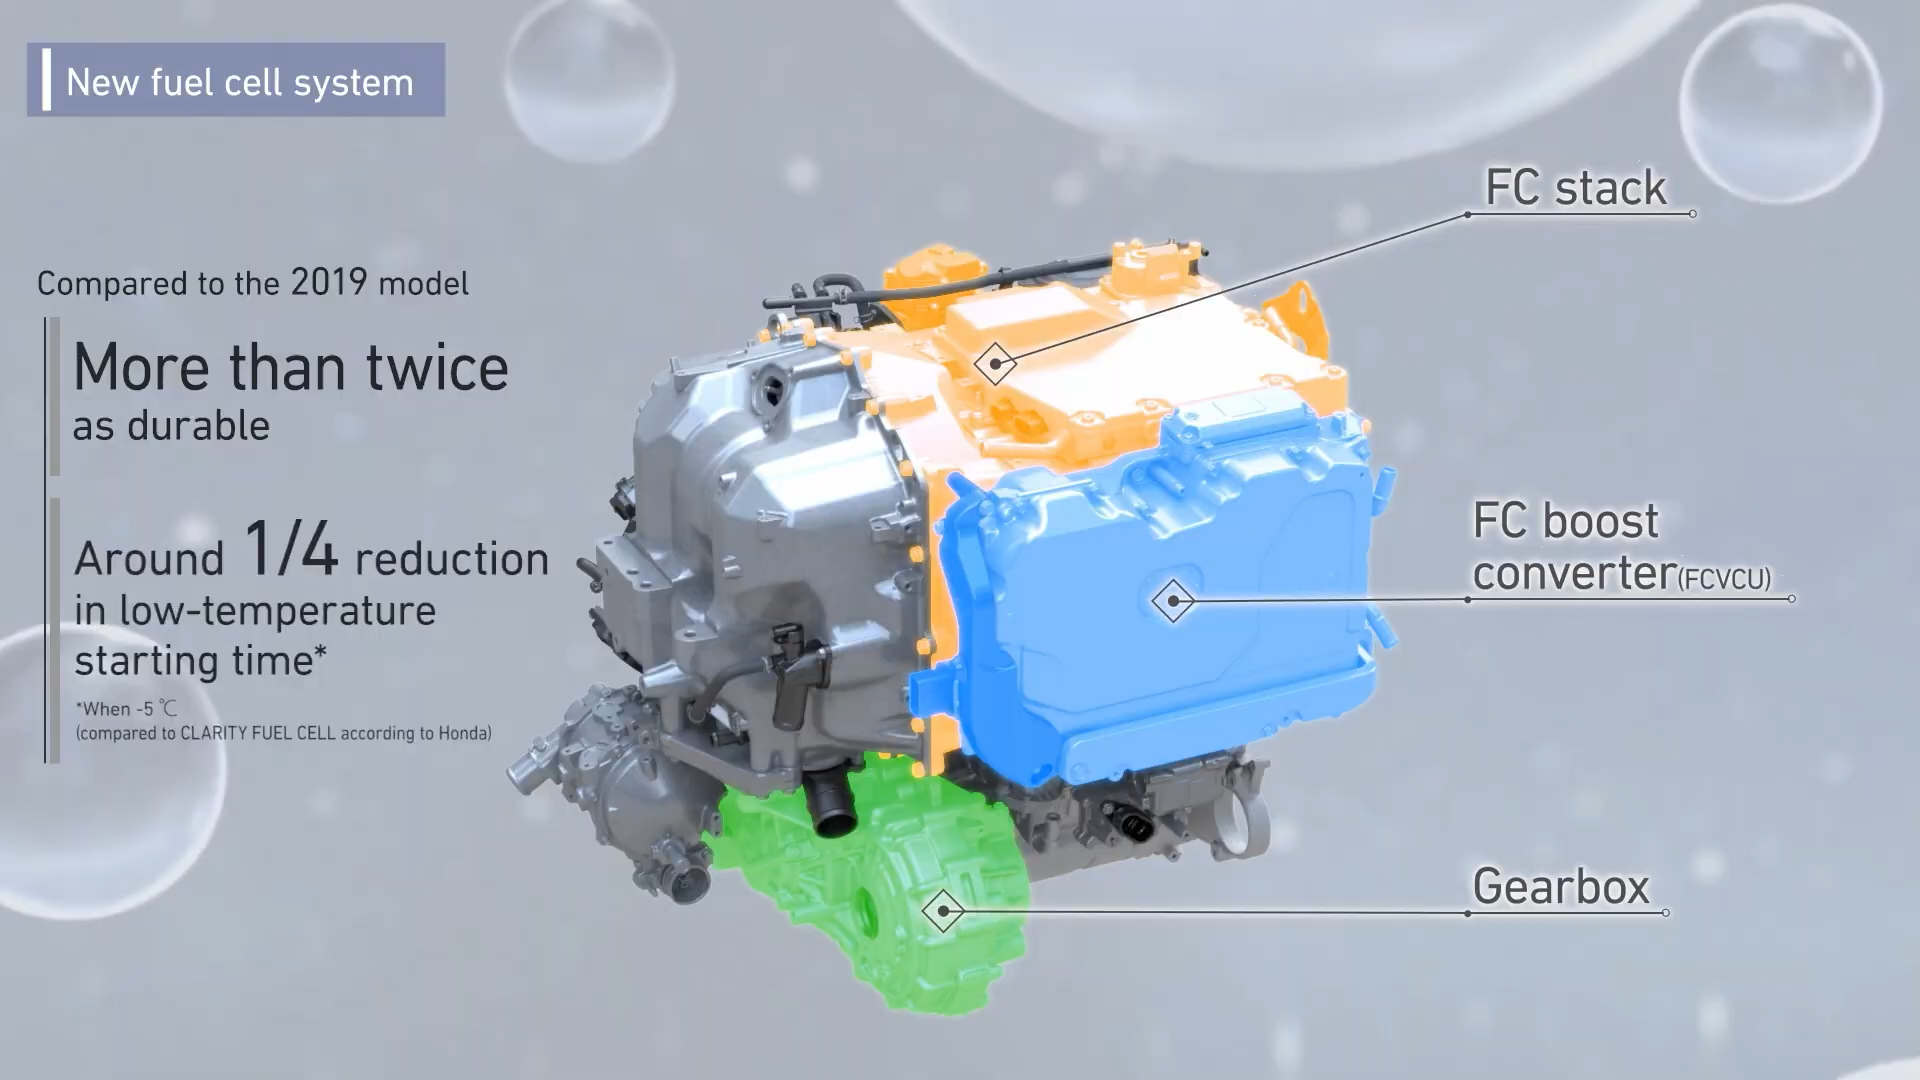 New fuel cell system
Compared to the 2019 model
More than twice
as durable
Around 1/4 reduction
in low-temperature
starting time*
*When -5 ℃
(compared to CLARITY FUEL CELL according to Honda)
FC stack
FC boost
converter(FCVCU)
Gearbox